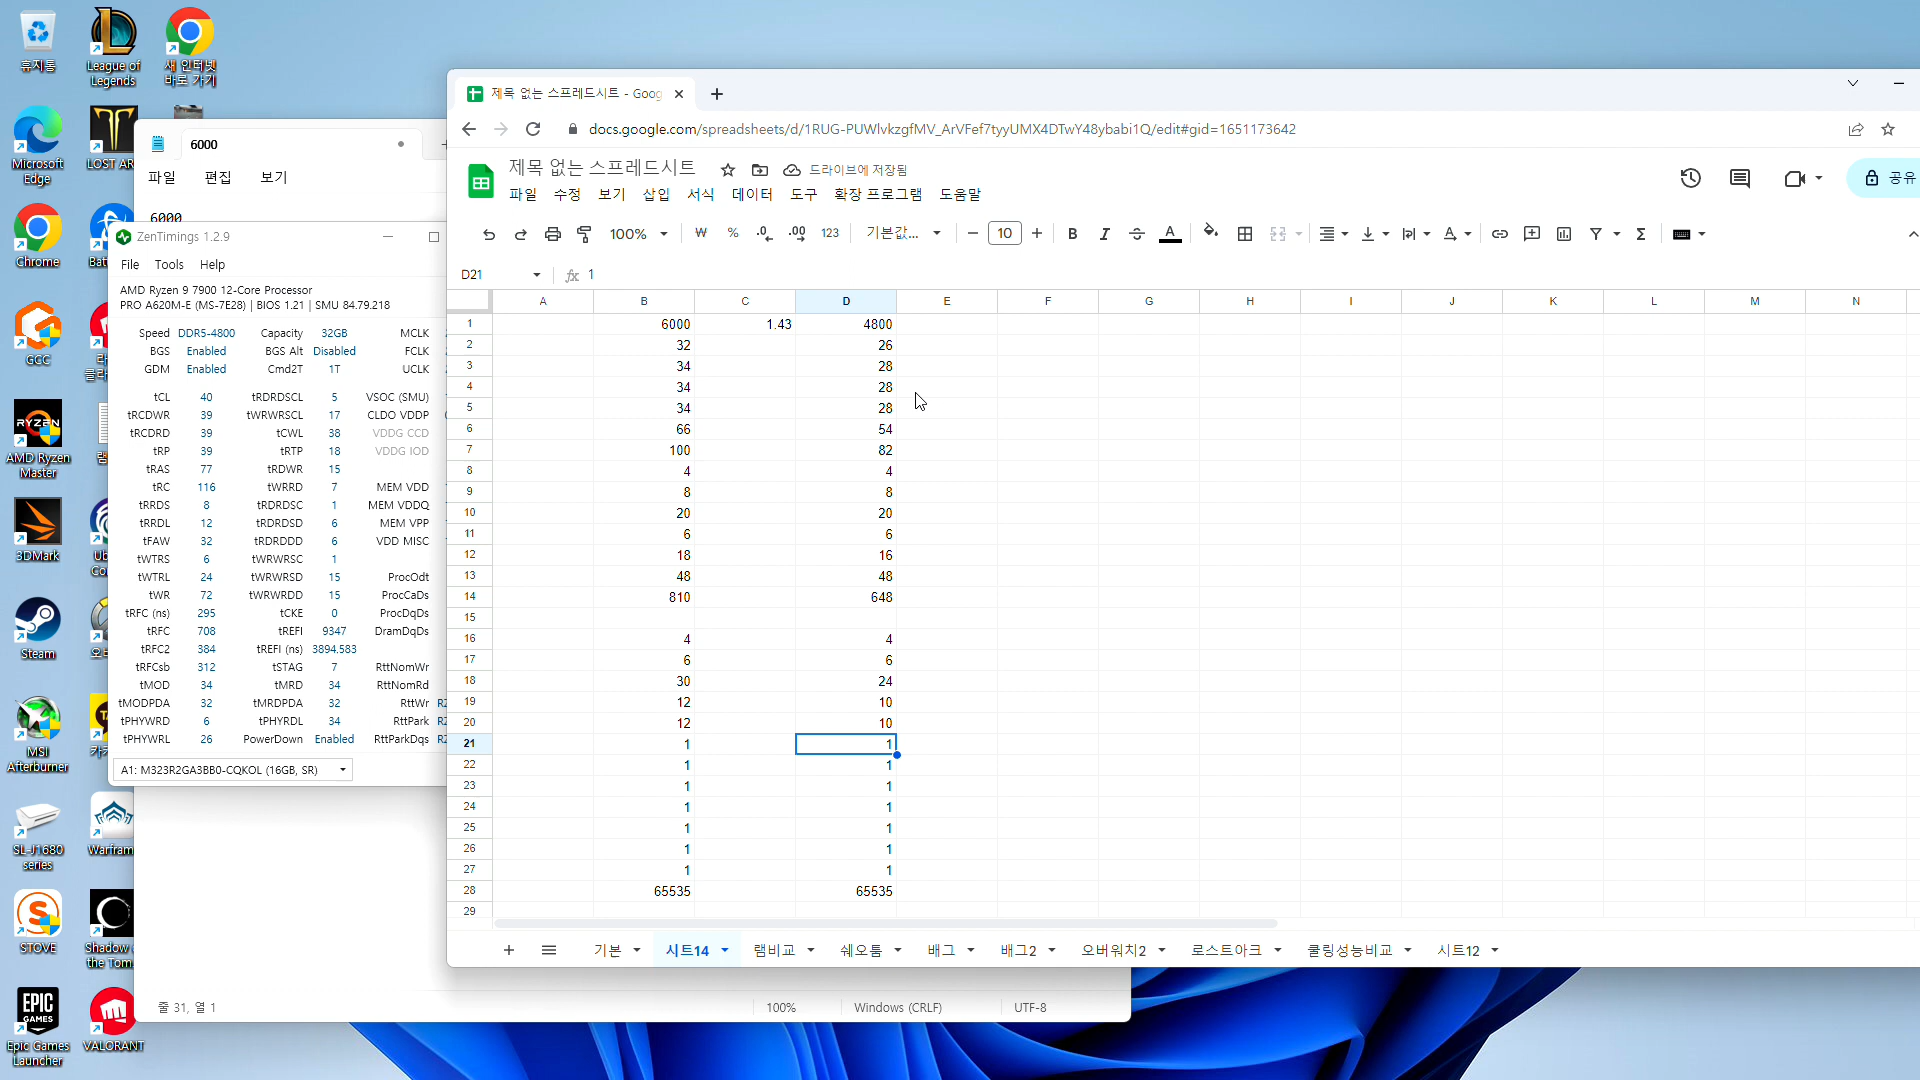 휴지통
League of Legends
새 인터넷 바로 가기
Microsoft Edge
LOST AR
Chrome
Batt
GCC
AMD Ryzen Master
3DMark
Steam
MSI Afterburner
SL-J1680 series
Warfram
STOVE
Shadow the Tom
Epic Games Launcher
VALORANT
6000
파일 편집 보기
6000
줄 31, 열 1
100%
Windows (CRLF)
UTF-8
ZenTimings 1.2.9
File Tools Help
AMD Ryzen 9 7900 12-Core Processor
PRO A620M-E (MS-7E28) | BIOS 1.21 | SMU 84.79.218
Speed DDR5-4800 Capacity 32GB MCLK
BGS Enabled BGS Alt Disabled FCLK
GDM Enabled Cmd2T 1T UCLK
tCL 40 tRDRDSCL 5 VSOC (SMU)
tRCDWR 39 tWRWRSCL 17 CLDO VDDP
tRCDRD 39 tCWL 38 VDDG CCD
tRP 39 tRTP 18 VDDG IOD
tRAS 77 tRDWR 15
tRC 116 tWRRD 7 MEM VDD
tRRDS 8 tRDRDSC 1 MEM VDDQ
tRRDL 12 tRDRDSD 6 MEM VPP
tFAW 32 tRDRDDD 6 VDD MISC
tWTRS 6 tWRWRSC 1
tWTRL 24 tWRWRSD 15 ProcOdt
tWR 72 tWRWRDD 15 ProcCaDs
tRFC (ns) 295 tCKE 0 ProcDqDs
tRFC 708 tREFI 9347 DramDqDs
tRFC2 384 tREFI (ns) 3894.583
tRFCsb 312 tSTAG 7 RttNomWr
tMOD 34 tMRD 34 RttNomRd
tMODPDA 32 tMRDPDA 32 RttWr
tPHYWRD 6 tPHYRDL 34 RttPark
tPHYWRL 26 PowerDown Enabled RttParkDqs
A1: M323R2GA3BB0-CQKOL (16GB, SR)
제목 없는 스프레드시트 - Goog
docs.google.com/spreadsheets/d/1RUG-PUWlvkzgfMV_ArVFef7tyyUMX4DTwY48ybabi1Q/edit#gid=1651173642
제목 없는 스프레드시트
드라이브에 저장됨
파일 수정 보기 삽입 서식 데이터 도구 확장 프로그램 도움말
공유
100% ₩ % .0 .00 123 기본값... 10 B I A
D21 fx 1
A B C D E F G H I J K L M N
1 6000 1.43 4800
2 32 26
3 34 28
4 34 28
5 34 28
6 66 54
7 100 82
8 4 4
9 8 8
10 20 20
11 6 6
12 18 16
13 48 48
14 810 648
15
16 4 4
17 6 6
18 30 24
19 12 10
20 12 10
21 1 1
22 1 1
23 1 1
24 1 1
25 1 1
26 1 1
27 1 1
28 65535 65535
29
기본 시트14 램비교 쉐오툼 배그 배그2 오버워치2 로스트아크 쿨링성능비교 시트12